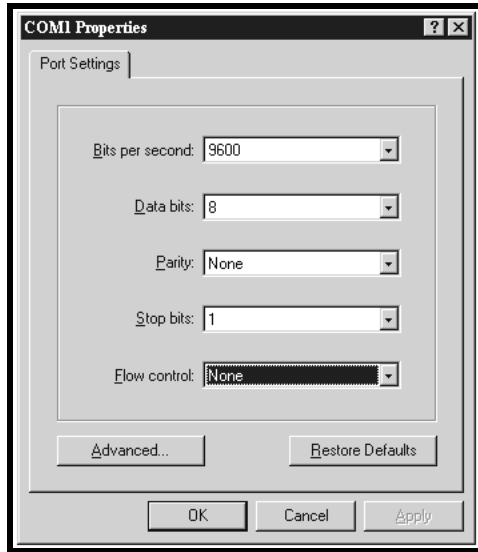 COM1 Properties
Port Settings
Bits per second: 9600
Data bits: 8
Parity: None
Stop bits: 1
Flow control: None
Advanced... Restore Defaults
OK Cancel Apply